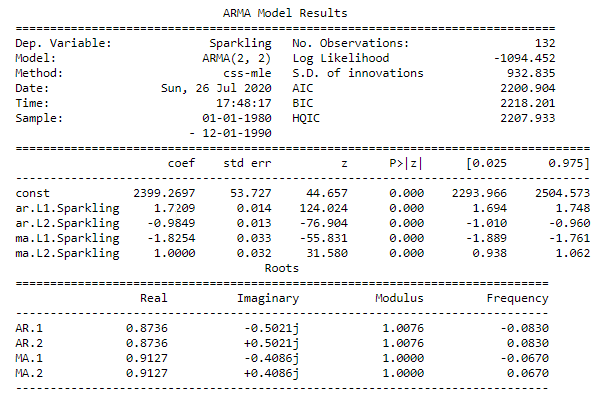 ARMA Model Results
==============================================================================
Dep. Variable: Sparkling No. Observations: 132
Model: ARMA(2, 2) Log Likelihood -1094.452
Method: css-mle S.D. of innovations 932.835
Date: Sun, 26 Jul 2020 AIC 2200.904
Time: 17:48:17 BIC 2218.201
Sample: 01-01-1980 HQIC 2207.933
- 12-01-1990
===================================================================================
coef std err z P>|z| [0.025 0.975]
-----------------------------------------------------------------------------------
const 2399.2697 53.727 44.657 0.000 2293.966 2504.573
ar.L1.Sparkling 1.7209 0.014 124.024 0.000 1.694 1.748
ar.L2.Sparkling -0.9849 0.013 -76.904 0.000 -1.010 -0.960
ma.L1.Sparkling -1.8254 0.033 -55.831 0.000 -1.889 -1.761
ma.L2.Sparkling 1.0000 0.032 31.580 0.000 0.938 1.062
Roots
=============================================================================
Real Imaginary Modulus Frequency
-----------------------------------------------------------------------------
AR.1 0.8736 -0.5021j 1.0076 -0.0830
AR.2 0.8736 +0.5021j 1.0076 0.0830
MA.1 0.9127 -0.4086j 1.0000 -0.0670
MA.2 0.9127 +0.4086j 1.0000 0.0670
-----------------------------------------------------------------------------